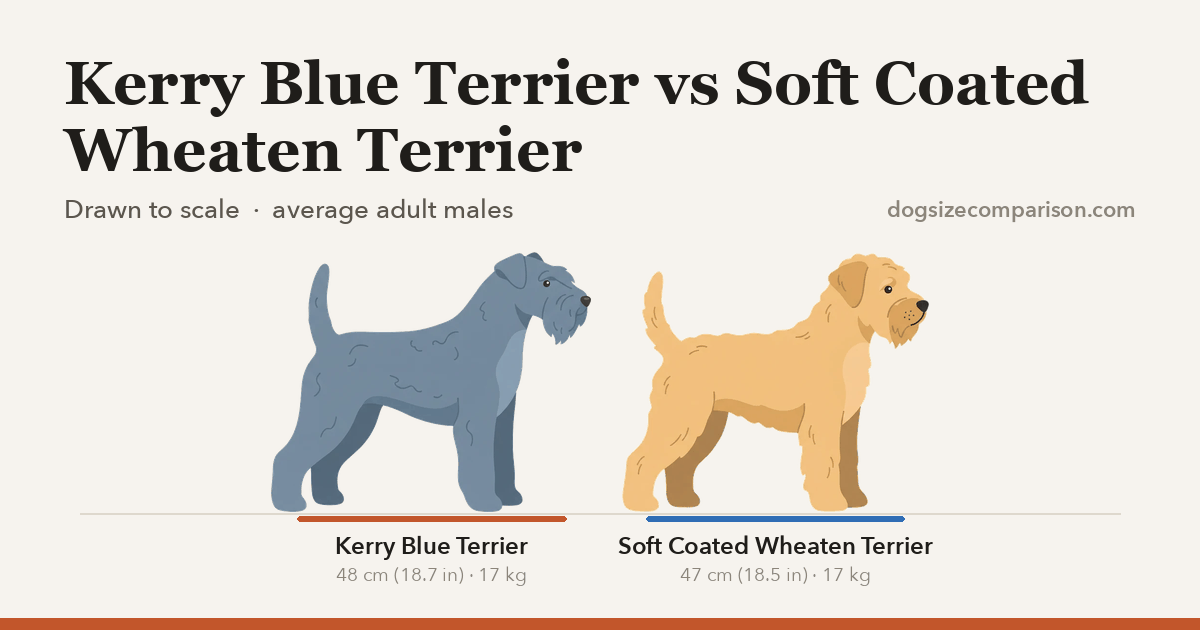 Kerry Blue Terrier vs Soft Coated
Wheaten Terrier
Drawn to scale · average adult males
dogsizecomparison.com
Kerry Blue Terrier
48 cm (18.7 in) · 17 kg
Soft Coated Wheaten Terrier
47 cm (18.5 in) · 17 kg